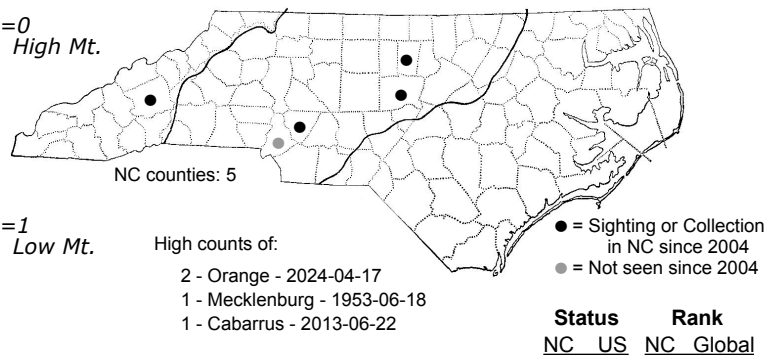 =0
High Mt.
NC counties: 5
=1
Low Mt.
High counts of:
2 - Orange - 2024-04-17
1 - Mecklenburg - 1953-06-18
1 - Cabarrus - 2013-06-22
● = Sighting or Collection
in NC since 2004
● = Not seen since 2004
Status Rank
NC US NC Global